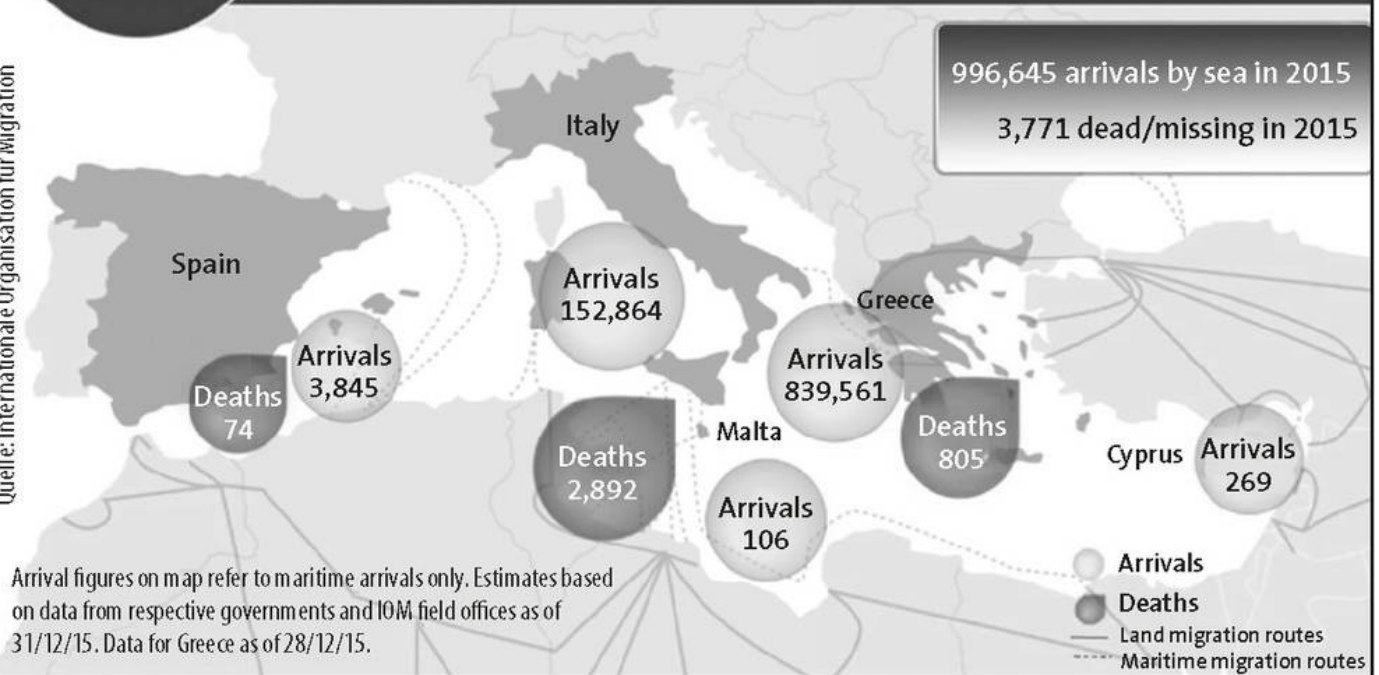 996,645 arrivals by sea in 2015
3,771 dead/missing in 2015
Quelle: Internationale Organisation für Migration
Italy
Spain
Arrivals
152,864
Greece
Arrivals
3,845
Arrivals
839,561
Deaths
74
Malta
Deaths
2,892
Deaths
805
Cyprus
Arrivals
269
Arrivals
106
Arrival figures on map refer to maritime arrivals only. Estimates based
on data from respective governments and IOM field offices as of
31/12/15. Data for Greece as of 28/12/15.
Arrivals
Deaths
Land migration routes
Maritime migration routes